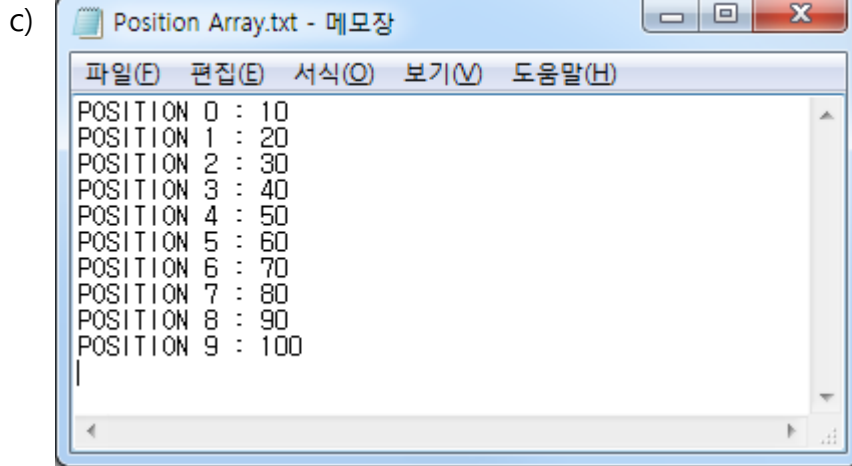 c)
Position Array.txt - 메모장
파일(F) 편집(E) 서식(O) 보기(V) 도움말(H)
POSITION 0 : 10
POSITION 1 : 20
POSITION 2 : 30
POSITION 3 : 40
POSITION 4 : 50
POSITION 5 : 60
POSITION 6 : 70
POSITION 7 : 80
POSITION 8 : 90
POSITION 9 : 100